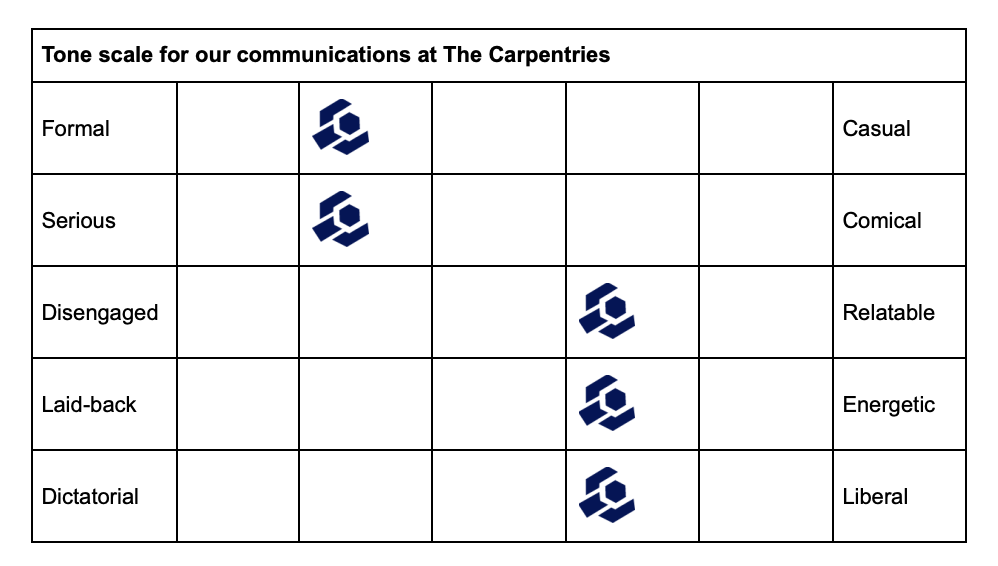 Tone scale for our communications at The Carpentries
Formal Casual
Serious Comical
Disengaged Relatable
Laid-back Energetic
Dictatorial Liberal